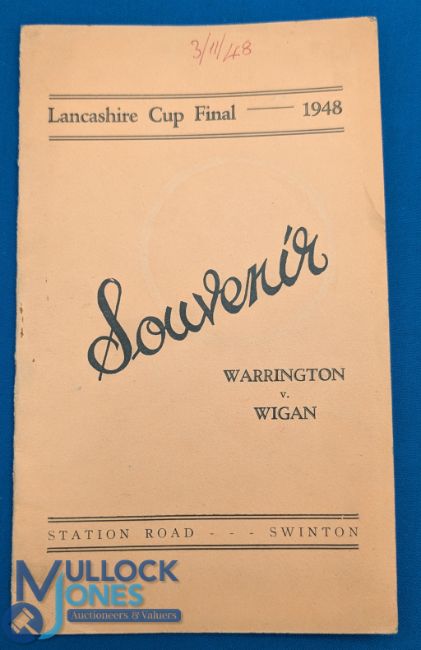 3/11/48
Lancashire Cup Final — 1948
Souvenir
WARRINGTON
v.
WIGAN
STATION ROAD - - - SWINTON
MULLOCK
JONES
Auctioneers & Valuers